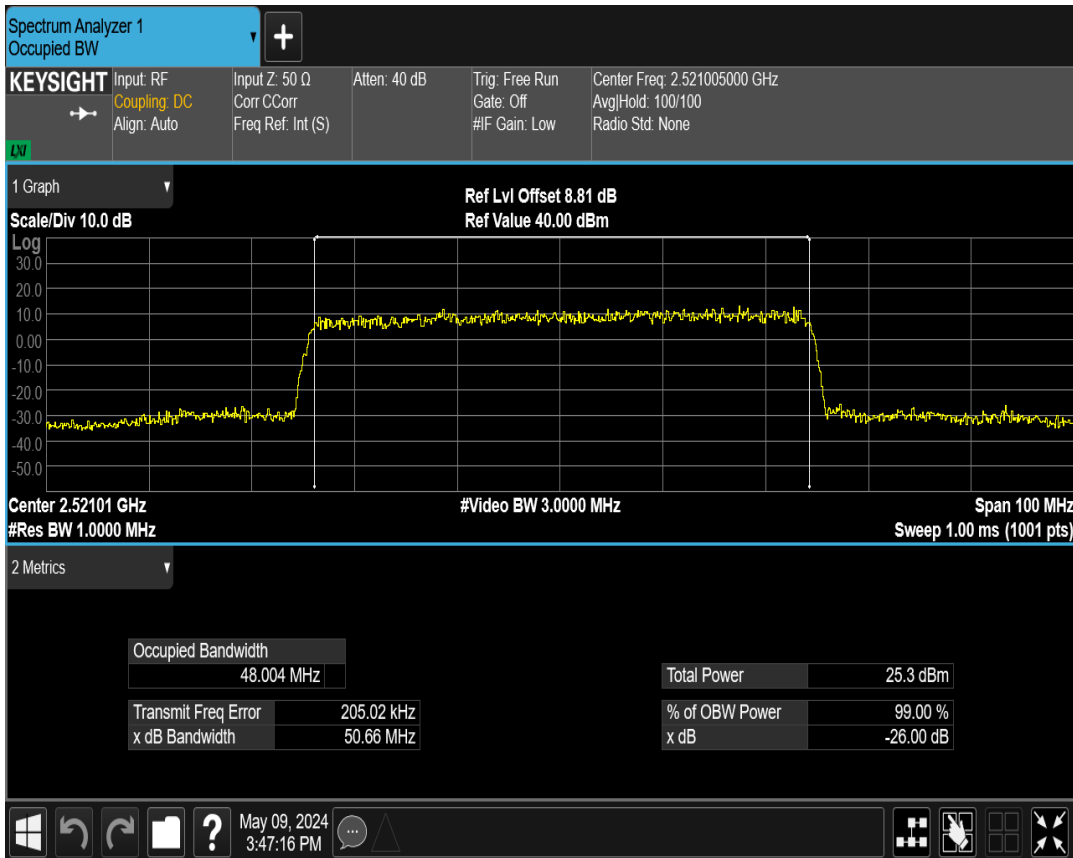 Spectrum Analyzer 1
Occupied BW
+
KEYSIGHT
LXI
Input: RF
Coupling: DC
Align: Auto
Input Z: 50 Ω
Corr CCorr
Freq Ref: Int (S)
Atten: 40 dB
Trig: Free Run
Gate: Off
#IF Gain: Low
Center Freq: 2.521005000 GHz
Avg|Hold: 100/100
Radio Std: None
1 Graph
Scale/Div 10.0 dB
Ref Lvl Offset 8.81 dB
Ref Value 40.00 dBm
Log
30.0
20.0
10.0
0.00
-10.0
-20.0
-30.0
-40.0
-50.0
Center 2.52101 GHz
#Video BW 3.0000 MHz
Span 100 MHz
#Res BW 1.0000 MHz
Sweep 1.00 ms (1001 pts)
2 Metrics
Occupied Bandwidth
48.004 MHz
Transmit Freq Error 205.02 kHz
x dB Bandwidth 50.66 MHz
Total Power 25.3 dBm
% of OBW Power 99.00 %
x dB -26.00 dB
?
May 09, 2024
3:47:16 PM